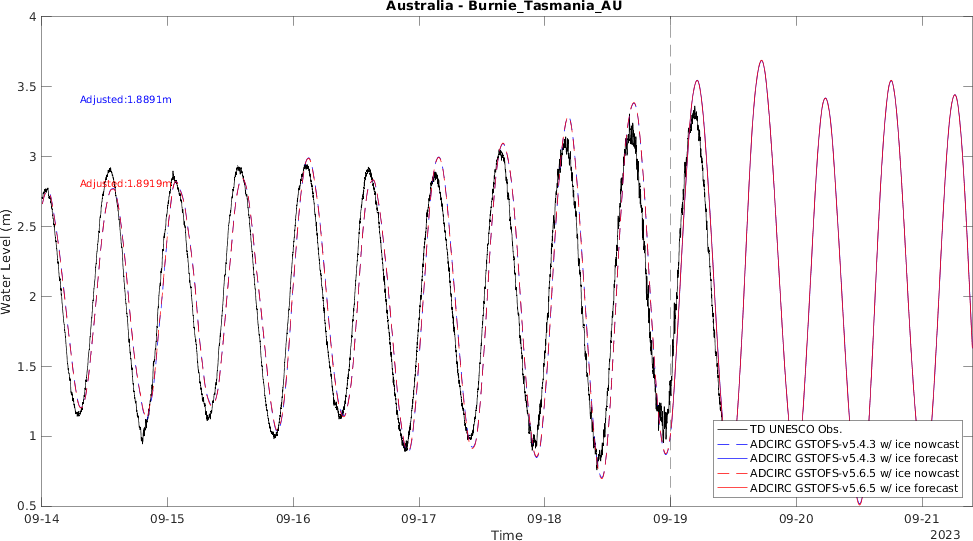 Australia - Burnie_Tasmania_AU
4
3.5
3
2.5
2
1.5
1
0.5
Water Level (m)
Adjusted:1.8891m
Adjusted:1.8919m
TD UNESCO Obs.
ADCIRC GSTOFS-v5.4.3 w/ ice nowcast
ADCIRC GSTOFS-v5.4.3 w/ ice forecast
ADCIRC GSTOFS-v5.6.5 w/ ice nowcast
ADCIRC GSTOFS-v5.6.5 w/ ice forecast
09-14 09-15 09-16 09-17 09-18 09-19 09-20 09-21
Time
2023